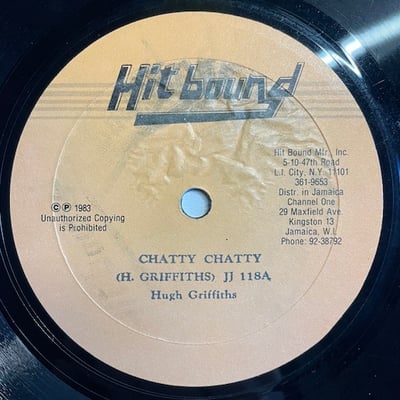 Hit bound
Hit Bound Mfr. Inc.
5-10-47th Road
L.I. City, N.Y. 11101
361-9653
Distr. in Jamaica
Channel One
29 Maxfield Ave.
Kingston 13
Jamaica, W.I.
Phone: 92-38792
© ℗ 1983
Unauthorized Copying
is Prohibited
CHATTY CHATTY
(H. GRIFFITHS) JJ 118A
Hugh Griffiths